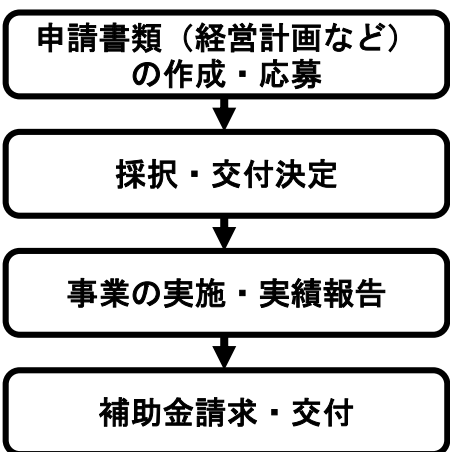 申請書類（経営計画など）
の作成・応募
採択・交付決定
事業の実施・実績報告
補助金請求・交付